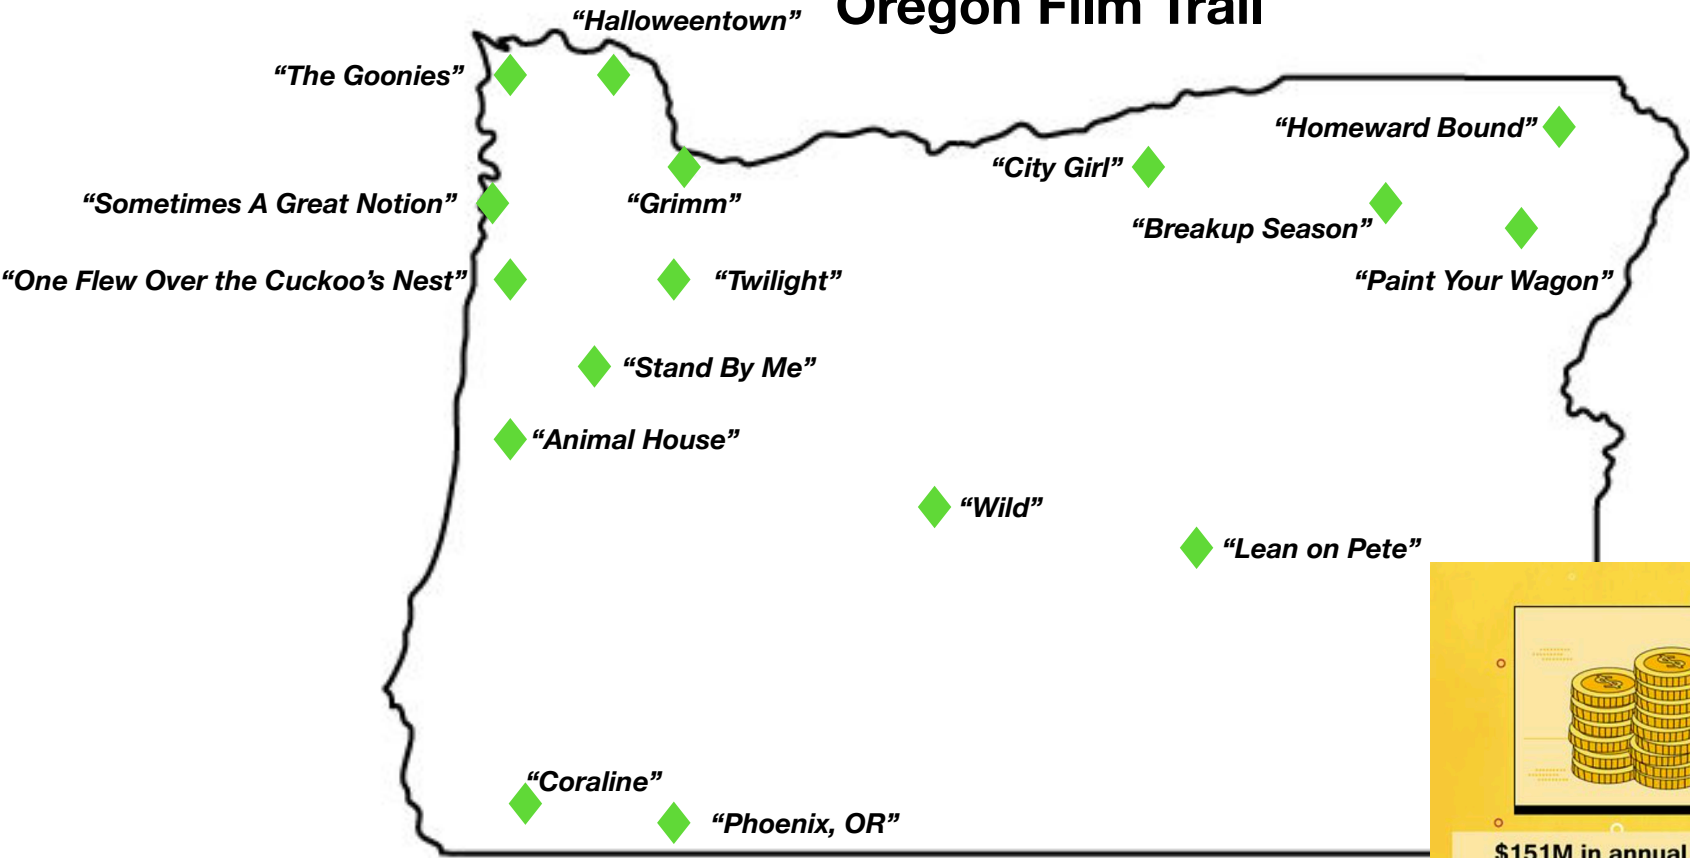 Oregon Film Trail
“Halloweentown”
“The Goonies”
“Homeward Bound”
“City Girl”
“Sometimes A Great Notion”
“Grimm”
“Breakup Season”
“One Flew Over the Cuckoo’s Nest”
“Twilight”
“Paint Your Wagon”
“Stand By Me”
“Animal House”
“Wild”
“Lean on Pete”
“Coraline”
“Phoenix, OR”
$151M in annual